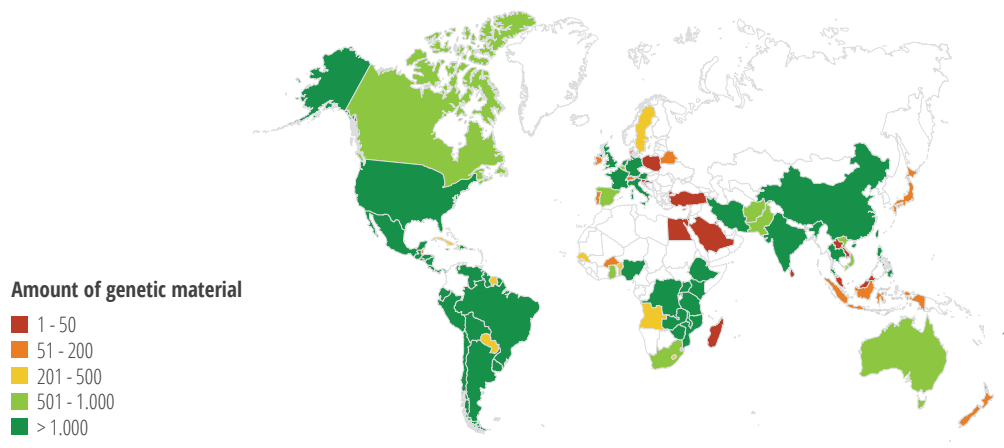 Amount of genetic material
1 - 50
51 - 200
201 - 500
501 - 1.000
> 1.000